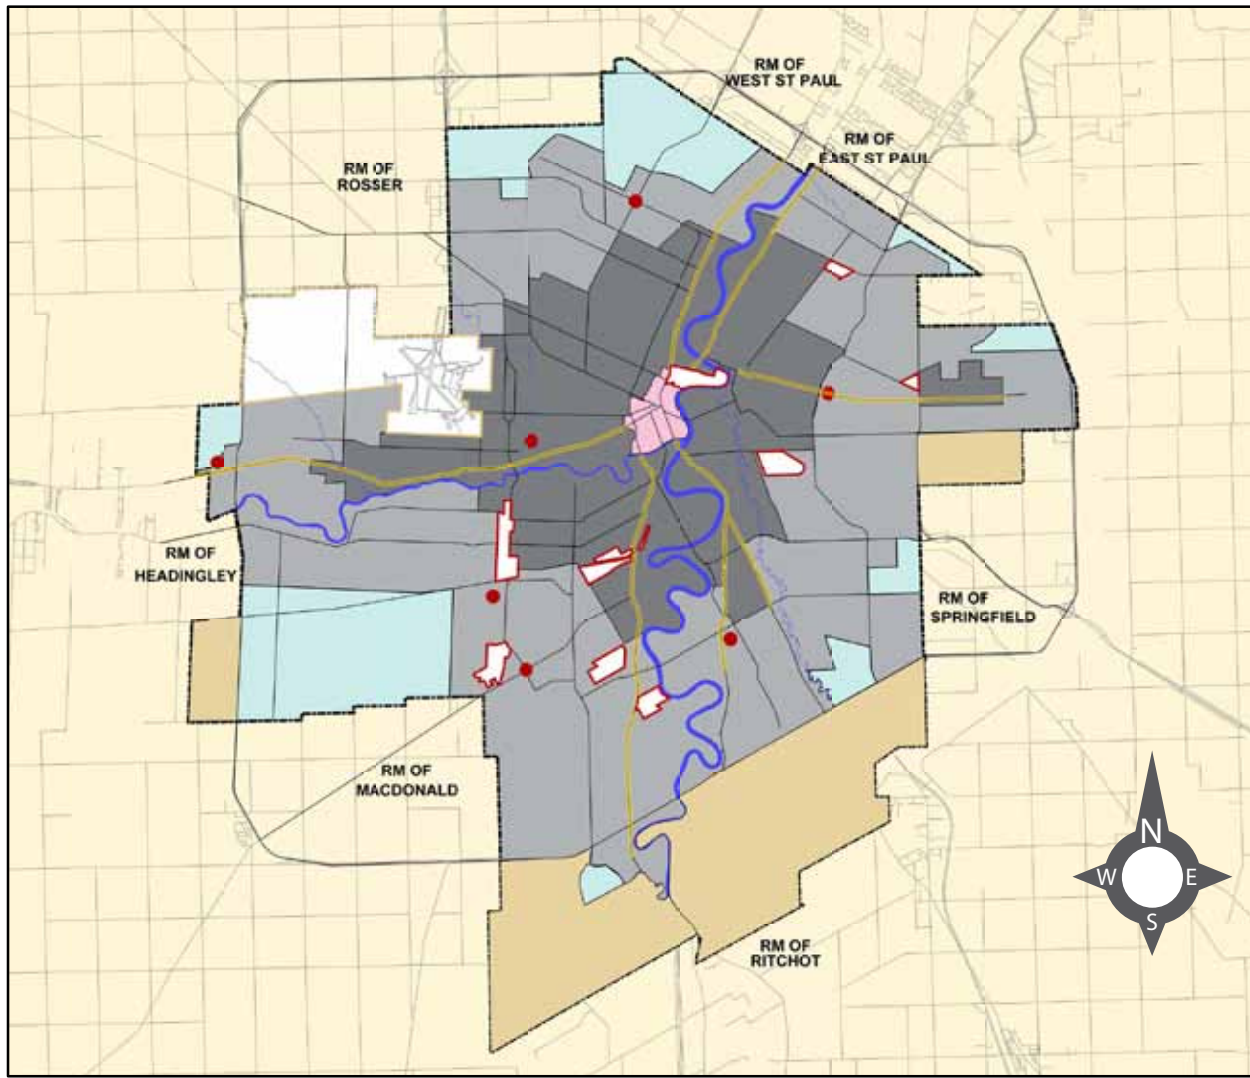 RM OF
WEST ST PAUL
RM OF
EAST ST PAUL
RM OF
ROSSER
RM OF
HEADINGLEY
RM OF
SPRINGFIELD
RM OF
MACDONALD
N
W E
S
RM OF
RITCHOT